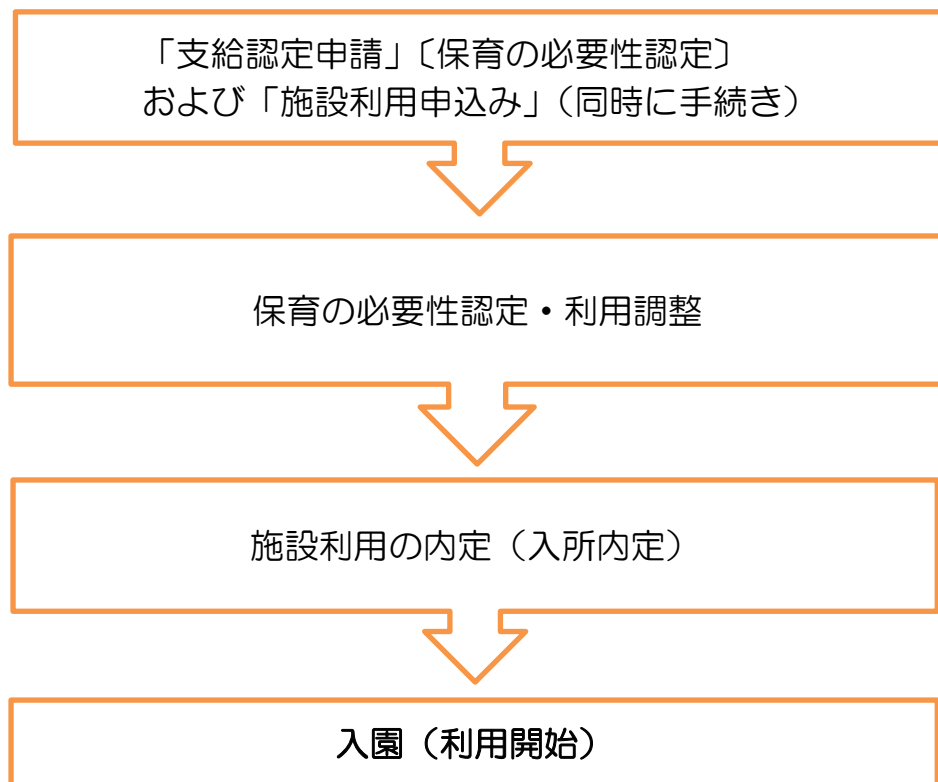 「支給認定申請」〔保育の必要性認定〕
および「施設利用申込み」（同時に手続き）
保育の必要性認定・利用調整
施設利用の内定（入所内定）
入園（利用開始）